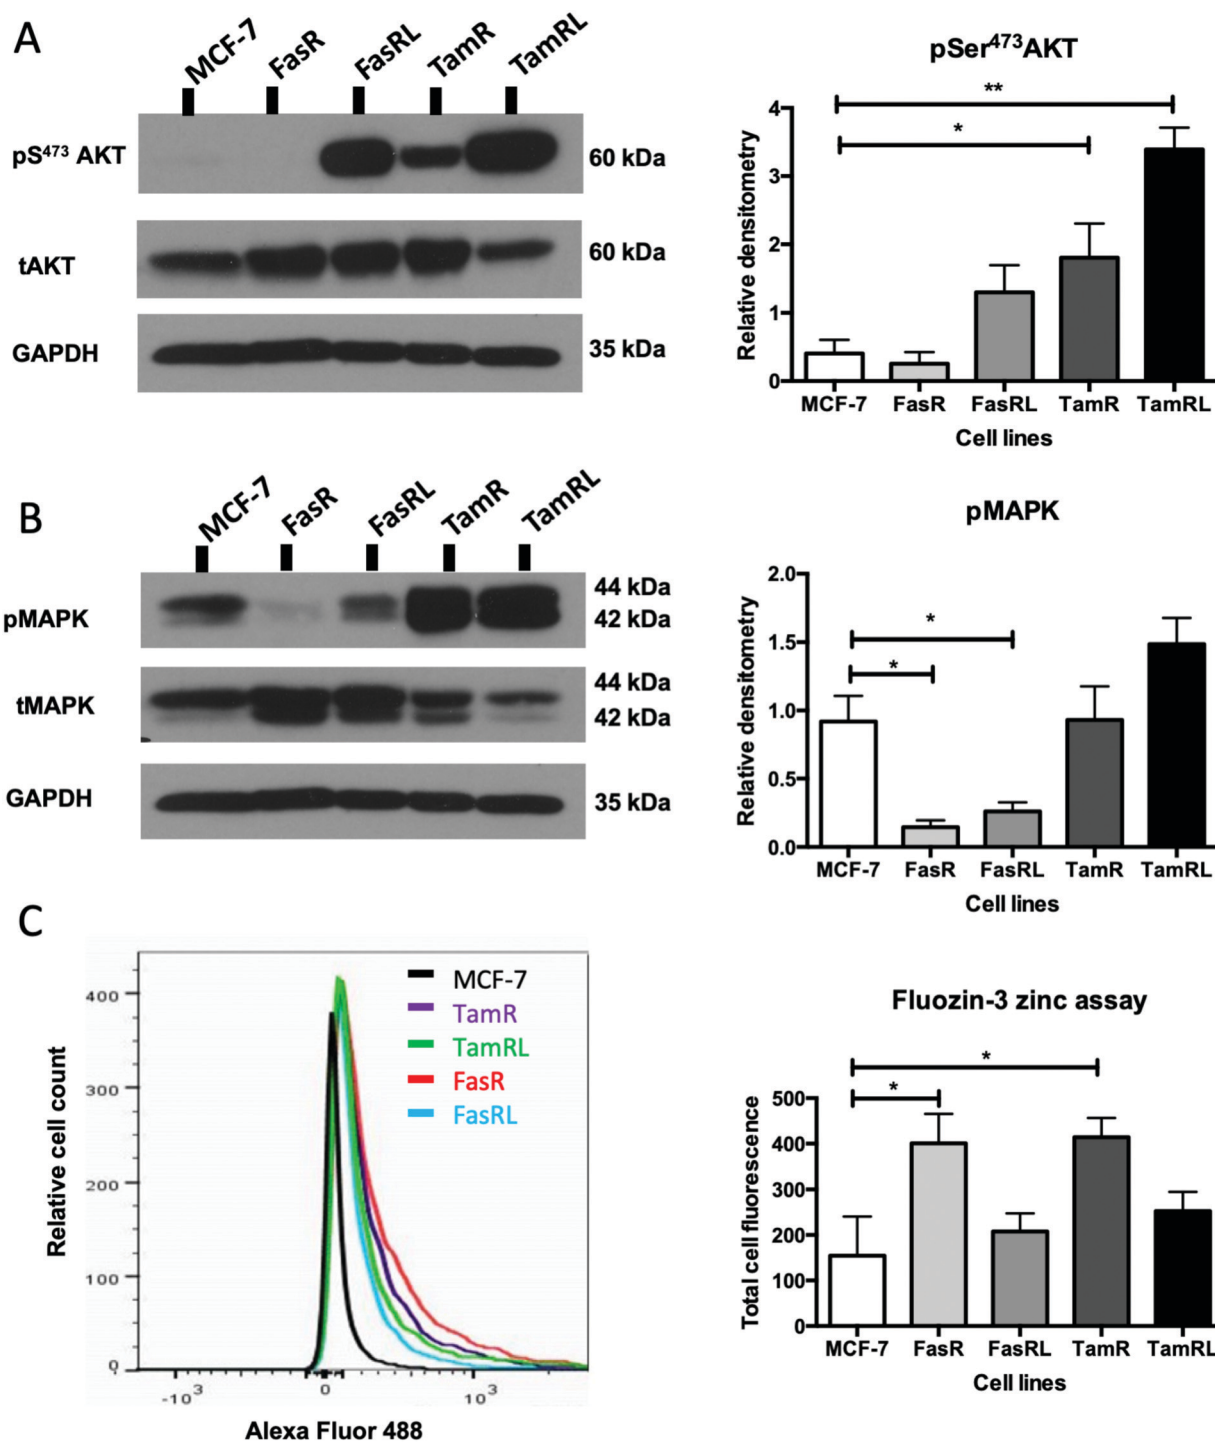 A
MCF-7
FasR
FasRL
TamR
TamRL
pS473 AKT
60 kDa
tAKT
60 kDa
GAPDH
35 kDa
pSer473AKT
**
*
Relative densitometry
4
3
2
1
0
MCF-7 FasR FasRL TamR TamRL
Cell lines
B
MCF-7
FasR
FasRL
TamR
TamRL
pMAPK
44 kDa
42 kDa
tMAPK
44 kDa
42 kDa
GAPDH
35 kDa
pMAPK
*
*
Relative densitometry
2.0
1.5
1.0
0.5
0.0
MCF-7 FasR FasRL TamR TamRL
Cell lines
C
Relative cell count
400
300
200
100
0
MCF-7
TamR
TamRL
FasR
FasRL
-10³ 0 10³
Alexa Fluor 488
Fluozin-3 zinc assay
*
*
Total cell fluorescence
500
400
300
200
100
0
MCF-7 FasR FasRL TamR TamRL
Cell lines